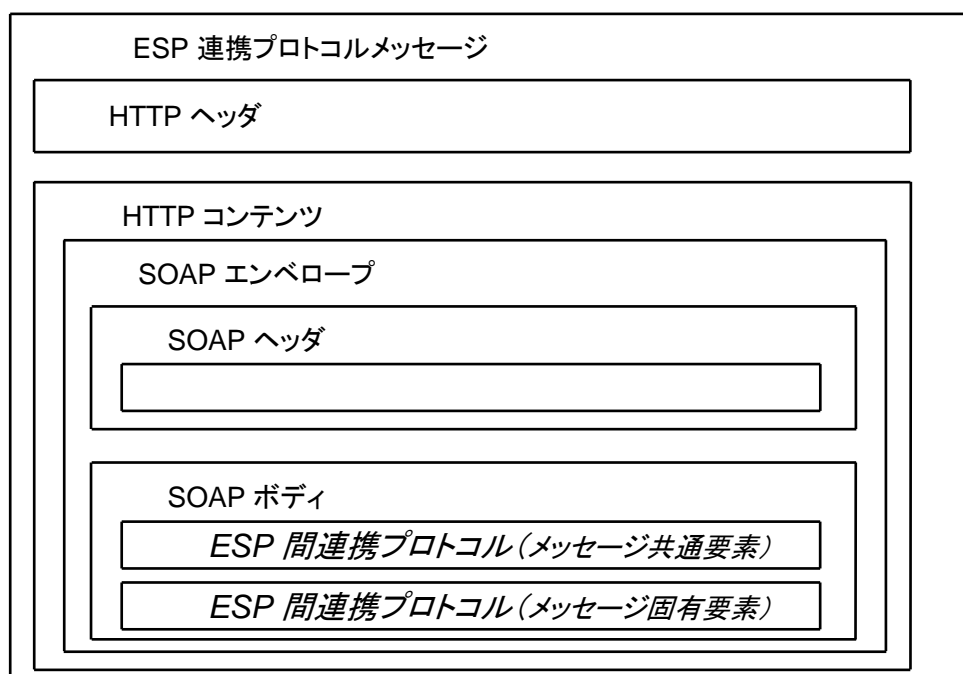 ESP 連携プロトコルメッセージ
HTTP ヘッダ
HTTP コンテンツ
SOAP エンベロープ
SOAP ヘッダ
SOAP ボディ
ESP 間連携プロトコル（メッセージ共通要素）
ESP 間連携プロトコル（メッセージ固有要素）